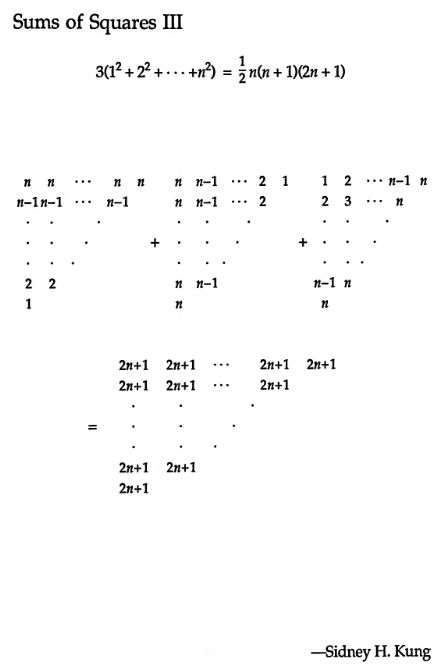 Sums of Squares III
3(1² + 2² + ··· +n²) = 1/2 n(n + 1)(2n + 1)
n n ··· n n   n n–1 ··· 2 1   1 2 ··· n–1 n
n–1 n–1 ··· n–1   n n–1 ··· 2   2 3 ··· n
. . .   . . .   . . .
. . . + . . . + . . .
. . .   . . .   . . .
2 2   n n–1   n–1 n
1   n   n
2n+1 2n+1 ··· 2n+1 2n+1
2n+1 2n+1 ··· 2n+1
. . .
= . . .
. . .
2n+1 2n+1
2n+1
—Sidney H. Kung